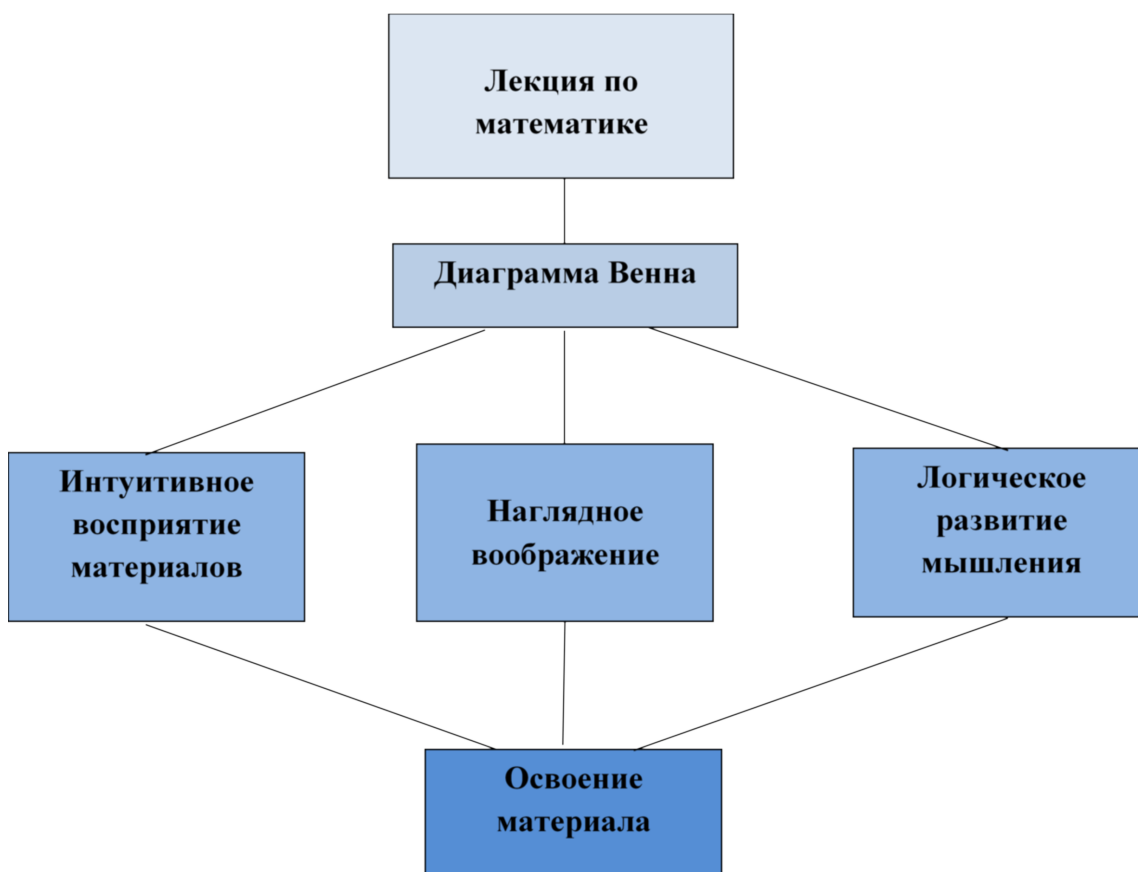 Лекция по
математике
Диаграмма Венна
Интуитивное
восприятие
материалов
Наглядное
воображение
Логическое
развитие
мышления
Освоение
материала